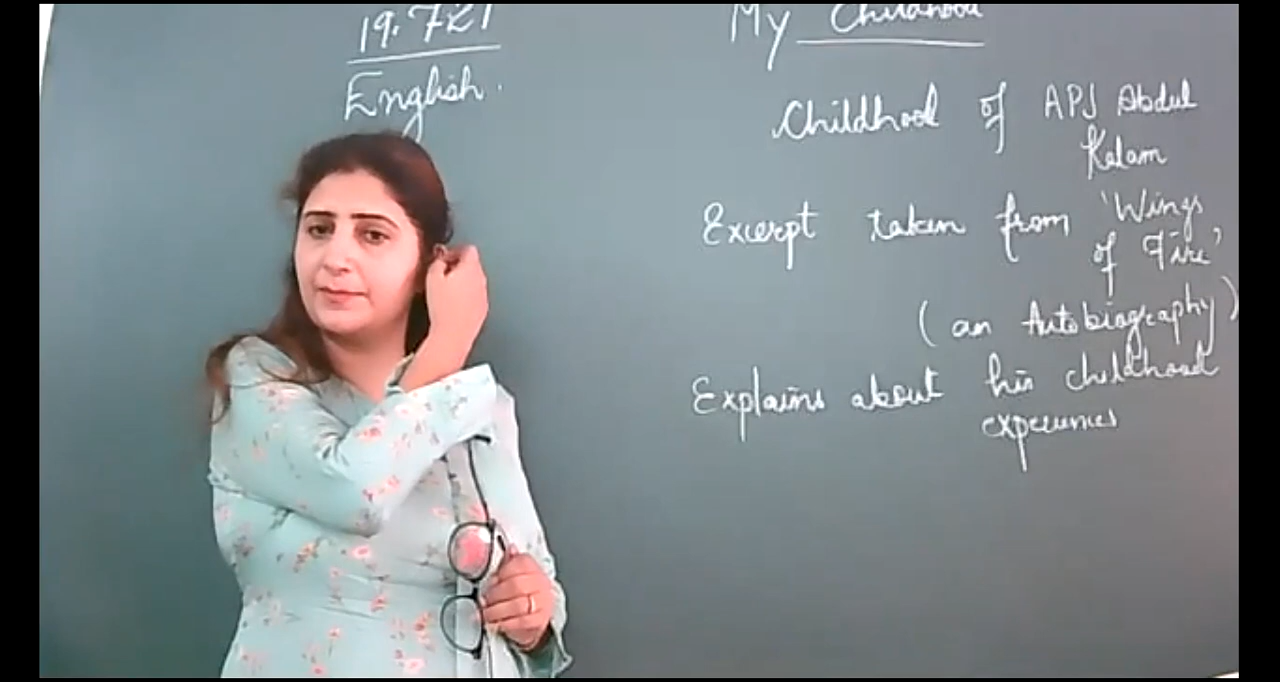 19.7.21
English.
My Childhood
Childhood of APJ Abdul
Kalam
Excerpt taken from 'Wings
of Fire'
(an Autobiography)
Explains about his childhood
experiences